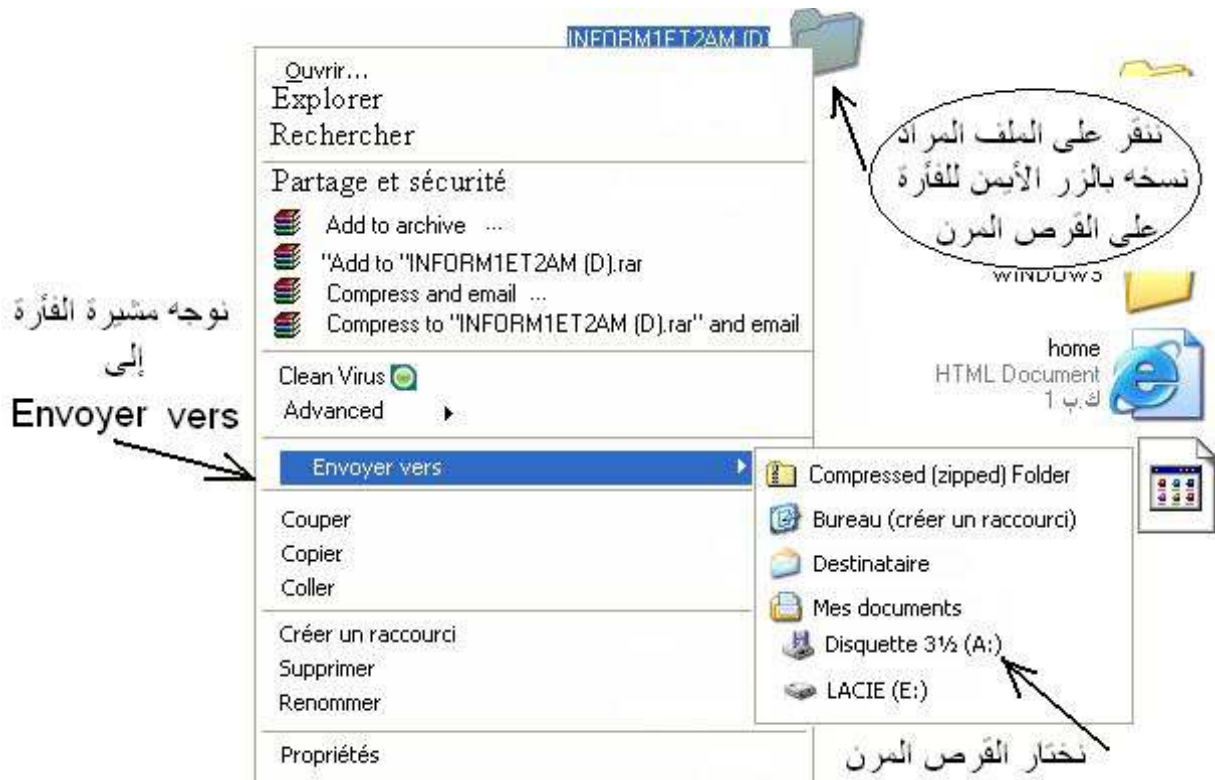 INFORM1ET2AM (D)
Ouvrir...
Explorer
Rechercher
Partage et sécurité
Add to archive ...
"Add to "INFORM1ET2AM (D).rar
Compress and email ...
Compress to "INFORM1ET2AM (D).rar" and email
Clean Virus
Advanced
Envoyer vers
Couper
Copier
Coller
Créer un raccourci
Supprimer
Renommer
Propriétés
Compressed (zipped) Folder
Bureau (créer un raccourci)
Destinataire
Mes documents
Disquette 3½ (A:)
LACIE (E:)
ننقر على الملف المراد
نسخه بالزر الأيمن للفأرة
على القرص المرن
WINDOWS
home
HTML Document
1 ك.ب
نوجه مشيرة الفأرة
إلى
Envoyer vers
نختار القرص المرن